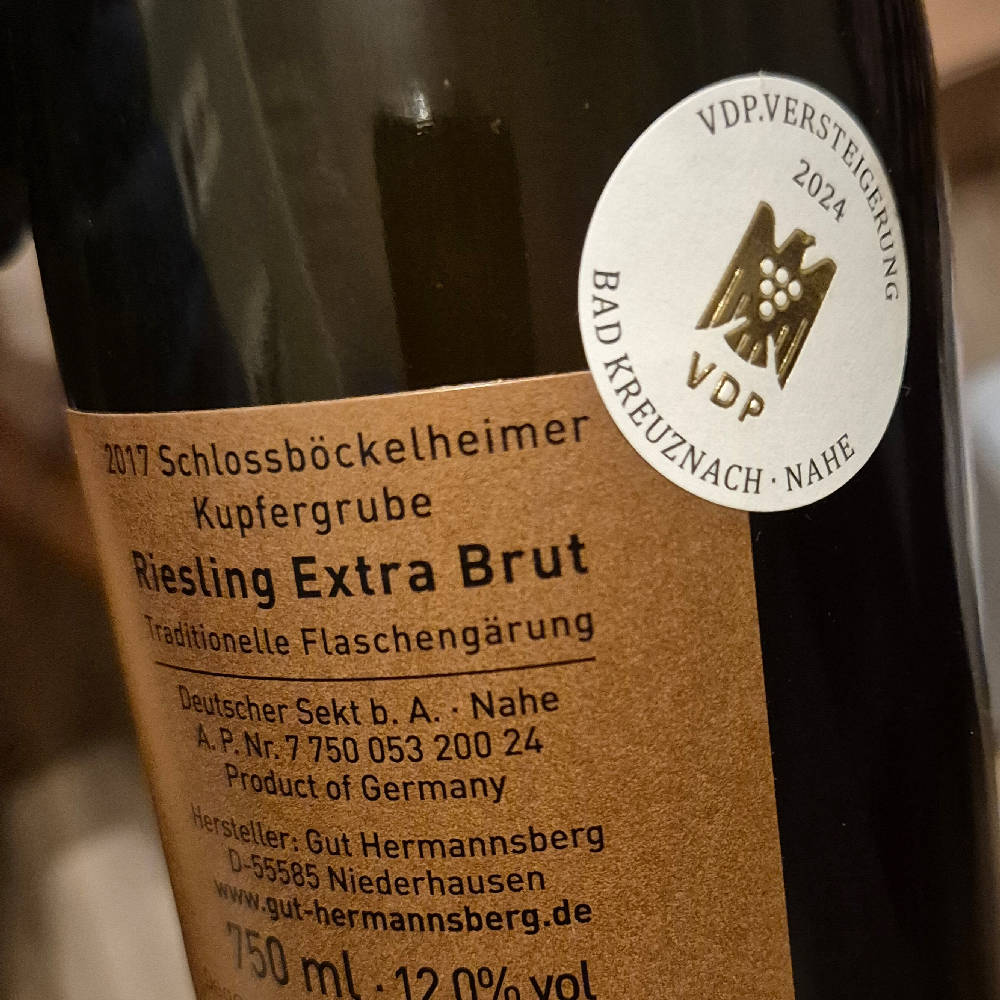 VDP.VERSTEIGERUNG
2024
VDP
BAD KREUZNACH · NAHE
2017 Schlossböckelheimer
Kupfergrube
Riesling Extra Brut
Traditionelle Flaschengärung
Deutscher Sekt b. A. · Nahe
A. P. Nr. 7 750 053 200 24
Product of Germany
Hersteller: Gut Hermannsberg
D-55585 Niederhausen
www.gut-hermannsberg.de
750 ml · 12,0% vol